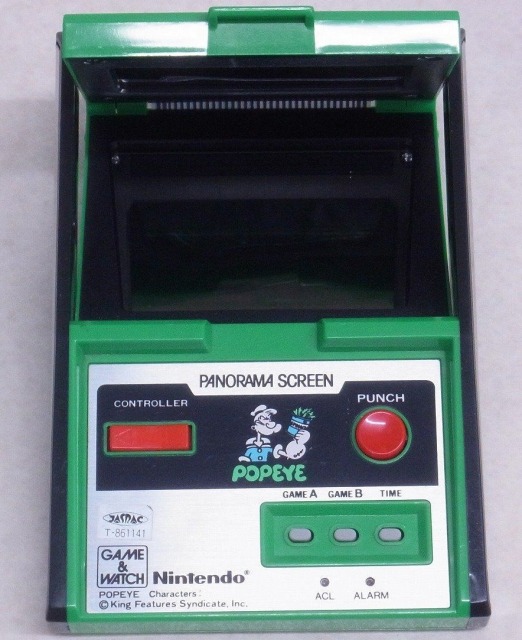 PANORAMA SCREEN
CONTROLLER
PUNCH
POPEYE
GAME A GAME B TIME
JASRAC
T-861141
GAME
&
WATCH
Nintendo®
ACL ALARM
POPEYE Characters:
© King Features Syndicate, Inc.